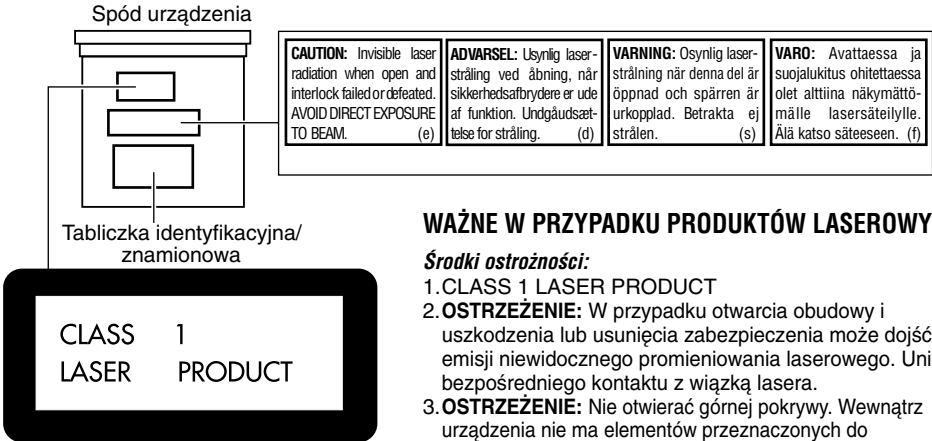 Spód urządzenia
CAUTION: Invisible laser
radiation when open and
interlock failed or defeated.
AVOID DIRECT EXPOSURE
TO BEAM. (e)
ADVARSEL: Usynlig laser-
stråling ved åbning, når
sikkerhedsafbrydere er ude
af funktion. Undgåudsæt-
telse for stråling. (d)
VARNING: Osynlig laser-
strålning när denna del är
öppnad och spärren är
urkopplad. Betrakta ej
strålen. (s)
VARO: Avattaessa ja
suojalukitus ohitettaessa
olet alttiina näkymättö-
mälle lasersäteilylle.
Älä katso säteeseen. (f)
Tabliczka identyfikacyjna/
znamionowa
CLASS 1
LASER PRODUCT
WAŻNE W PRZYPADKU PRODUKTÓW LASEROWY
Środki ostrożności:
1.CLASS 1 LASER PRODUCT
2.OSTRZEŻENIE: W przypadku otwarcia obudowy i
uszkodzenia lub usunięcia zabezpieczenia może dojść
emisji niewidocznego promieniowania laserowego. Uni
bezpośredniego kontaktu z wiązką lasera.
3.OSTRZEŻENIE: Nie otwierać górnej pokrywy. Wewnątrz
urządzenia nie ma elementów przeznaczonych do